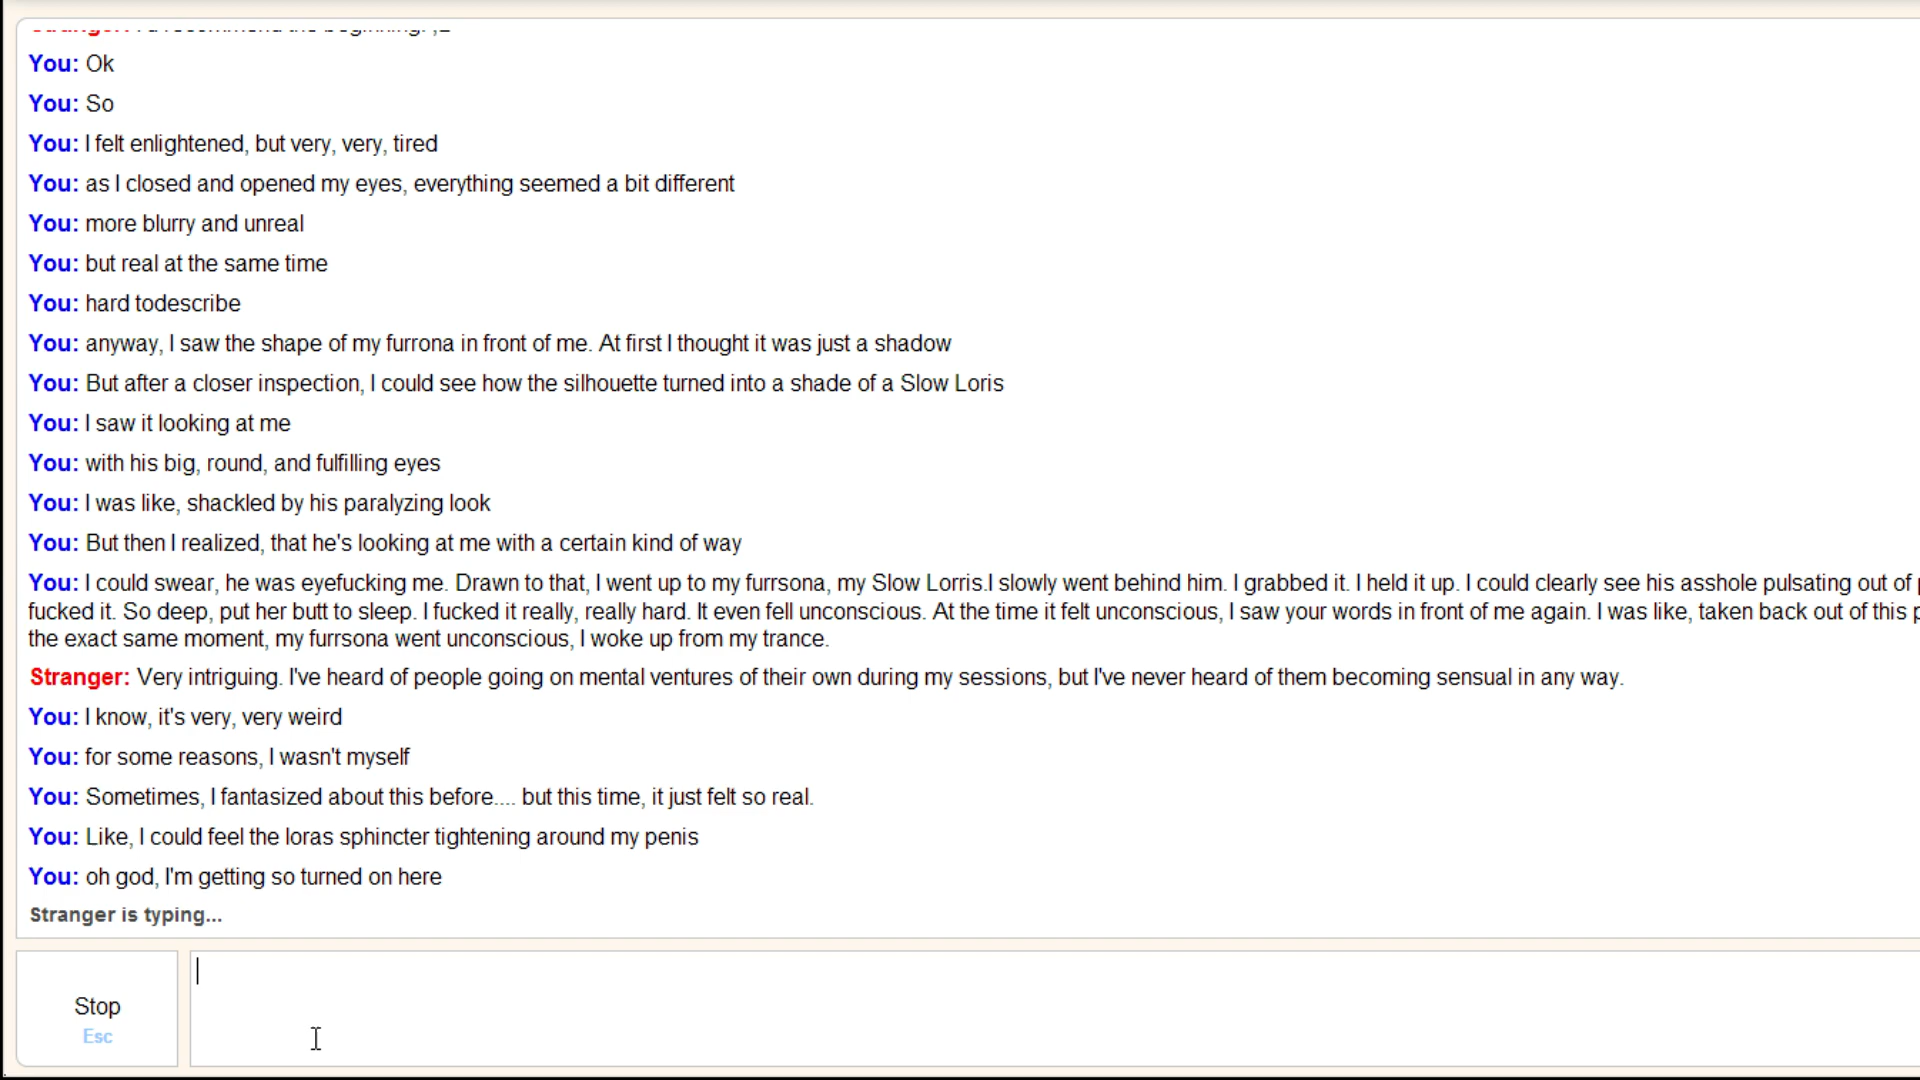 recommend the beginning.
You: Ok
You: So
You: I felt enlightened, but very, very, tired
You: as I closed and opened my eyes, everything seemed a bit different
You: more blurry and unreal
You: but real at the same time
You: hard todescribe
You: anyway, I saw the shape of my furrona in front of me. At first I thought it was just a shadow
You: But after a closer inspection, I could see how the silhouette turned into a shade of a Slow Loris
You: I saw it looking at me
You: with his big, round, and fulfilling eyes
You: I was like, shackled by his paralyzing look
You: But then I realized, that he's looking at me with a certain kind of way
You: I could swear, he was eyefucking me. Drawn to that, I went up to my furrsona, my Slow Lorris.I slowly went behind him. I grabbed it. I held it up. I could clearly see his asshole pulsating out of
fucked it. So deep, put her butt to sleep. I fucked it really, really hard. It even fell unconscious. At the time it felt unconscious, I saw your words in front of me again. I was like, taken back out of this
the exact same moment, my furrsona went unconscious, I woke up from my trance.
Stranger: Very intriguing. I've heard of people going on mental ventures of their own during my sessions, but I've never heard of them becoming sensual in any way.
You: I know, it's very, very weird
You: for some reasons, I wasn't myself
You: Sometimes, I fantasized about this before.... but this time, it just felt so real.
You: Like, I could feel the loras sphincter tightening around my penis
You: oh god, I'm getting so turned on here
Stranger is typing...
Stop
Esc